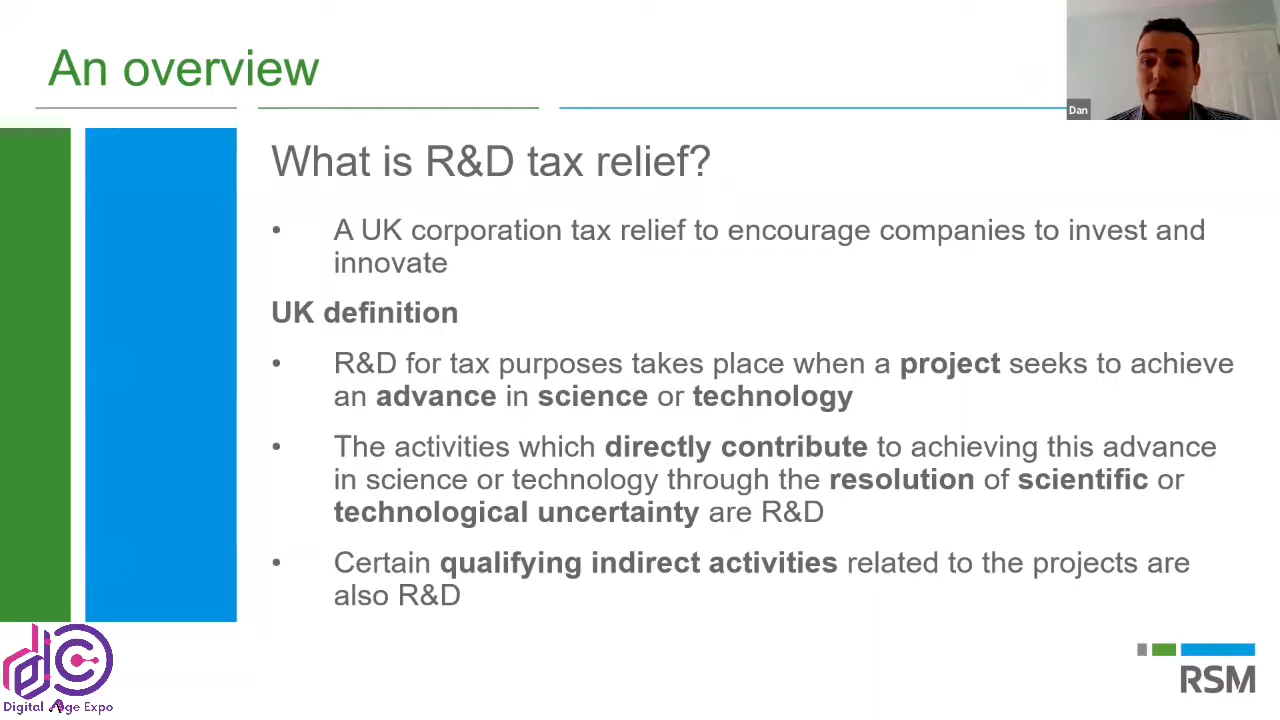 An overview
Dan
What is R&D tax relief?
• A UK corporation tax relief to encourage companies to invest and
innovate
UK definition
• R&D for tax purposes takes place when a project seeks to achieve
an advance in science or technology
• The activities which directly contribute to achieving this advance
in science or technology through the resolution of scientific or
technological uncertainty are R&D
• Certain qualifying indirect activities related to the projects are
also R&D
Digital Age Expo
RSM